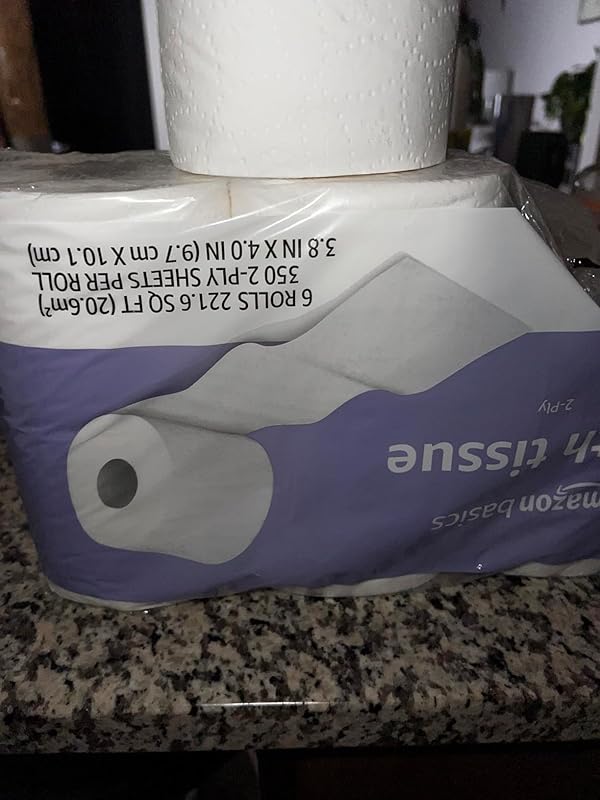 mazon basics
th tissue
2-Ply
6 ROLLS 221.6 SQ FT (20.6m²)
350 2-PLY SHEETS PER ROLL
3.8 IN X 4.0 IN (9.7 cm X 10.1 cm)